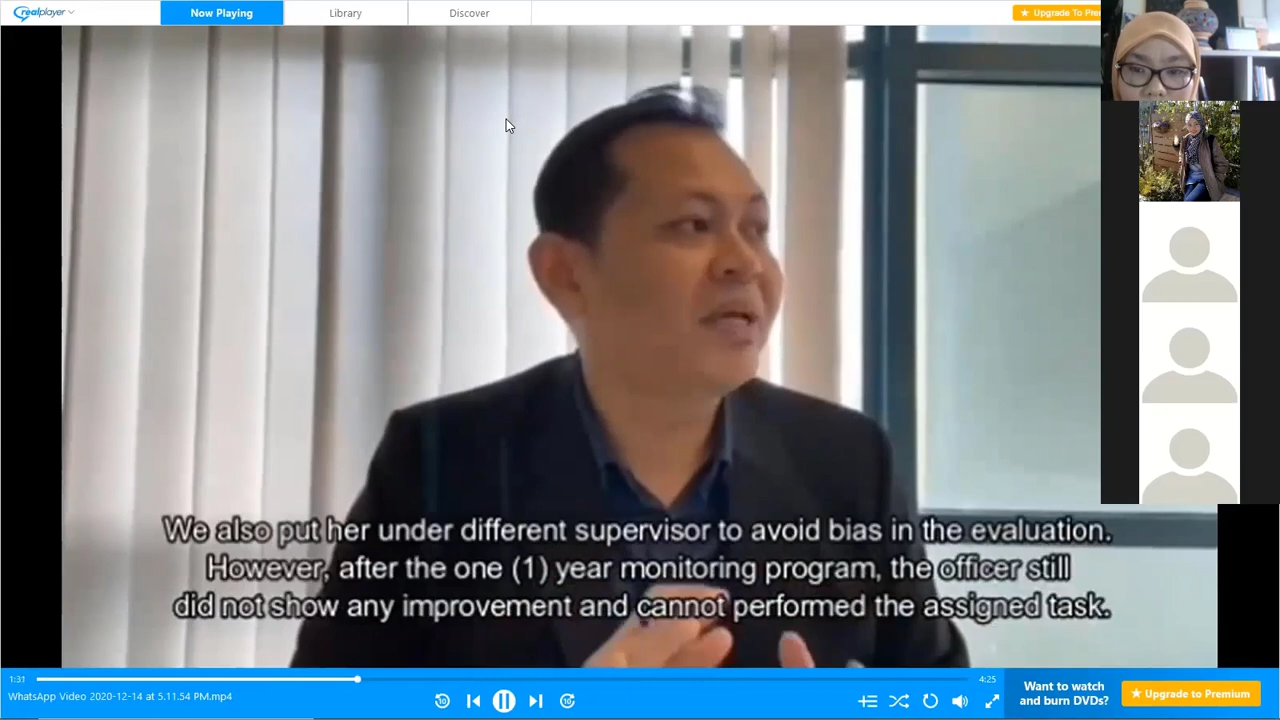 realplayer
Now Playing
Library
Discover
Upgrade To Pre
We also put her under different supervisor to avoid bias in the evaluation.
However, after the one (1) year monitoring program, the officer still
did not show any improvement and cannot performed the assigned task.
1:31
4:25
WhatsApp Video 2020-12-14 at 5.11.54 PM.mp4
10
10
Want to watch
and burn DVDs?
Upgrade to Premium